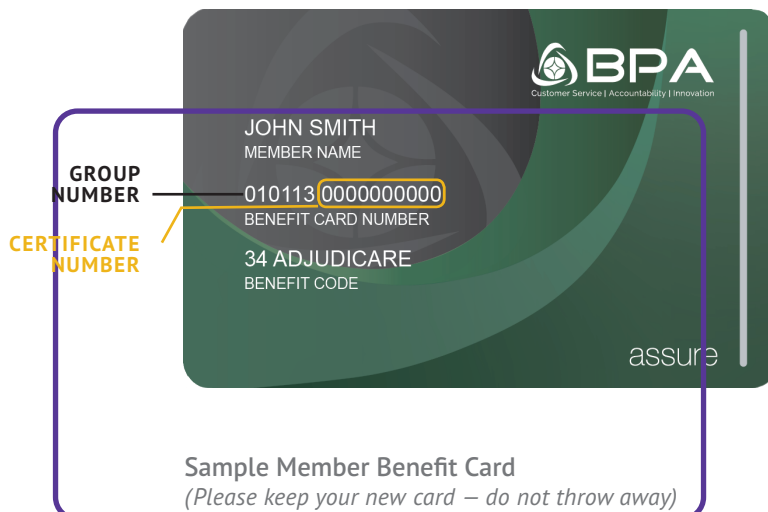 BPA
Customer Service | Accountability | Innovation
JOHN SMITH
MEMBER NAME
GROUP
NUMBER
010113 0000000000
BENEFIT CARD NUMBER
CERTIFICATE
NUMBER
34 ADJUDICARE
BENEFIT CODE
assure
Sample Member Benefit Card
(Please keep your new card — do not throw away)